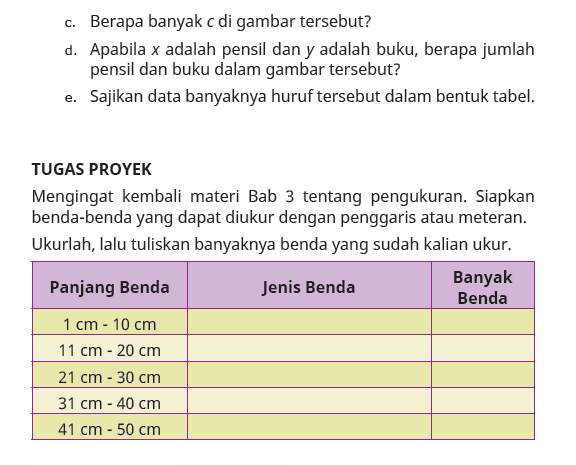 c. Berapa banyak c di gambar tersebut?
d. Apabila x adalah pensil dan y adalah buku, berapa jumlah
pensil dan buku dalam gambar tersebut?
e. Sajikan data banyaknya huruf tersebut dalam bentuk tabel.
TUGAS PROYEK
Mengingat kembali materi Bab 3 tentang pengukuran. Siapkan
benda-benda yang dapat diukur dengan penggaris atau meteran.
Ukurlah, lalu tuliskan banyaknya benda yang sudah kalian ukur.
Panjang Benda Jenis Benda Banyak
Benda
1 cm - 10 cm
11 cm - 20 cm
21 cm - 30 cm
31 cm - 40 cm
41 cm - 50 cm